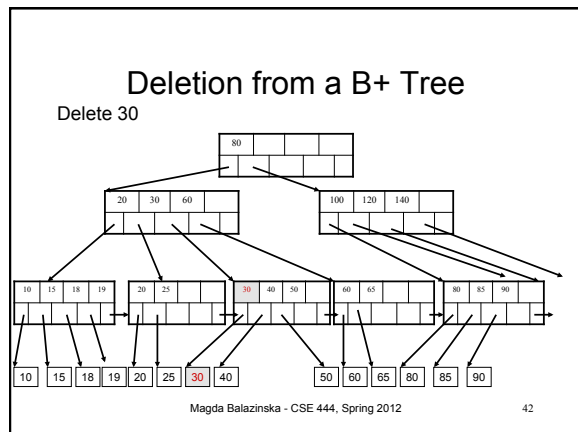 Deletion from a B+ Tree
Delete 30
80
20 30 60
100 120 140
10 15 18 19
20 25
30 40 50
60 65
80 85 90
10 15 18 19 20 25 30 40 50 60 65 80 85 90
Magda Balazinska - CSE 444, Spring 2012 42